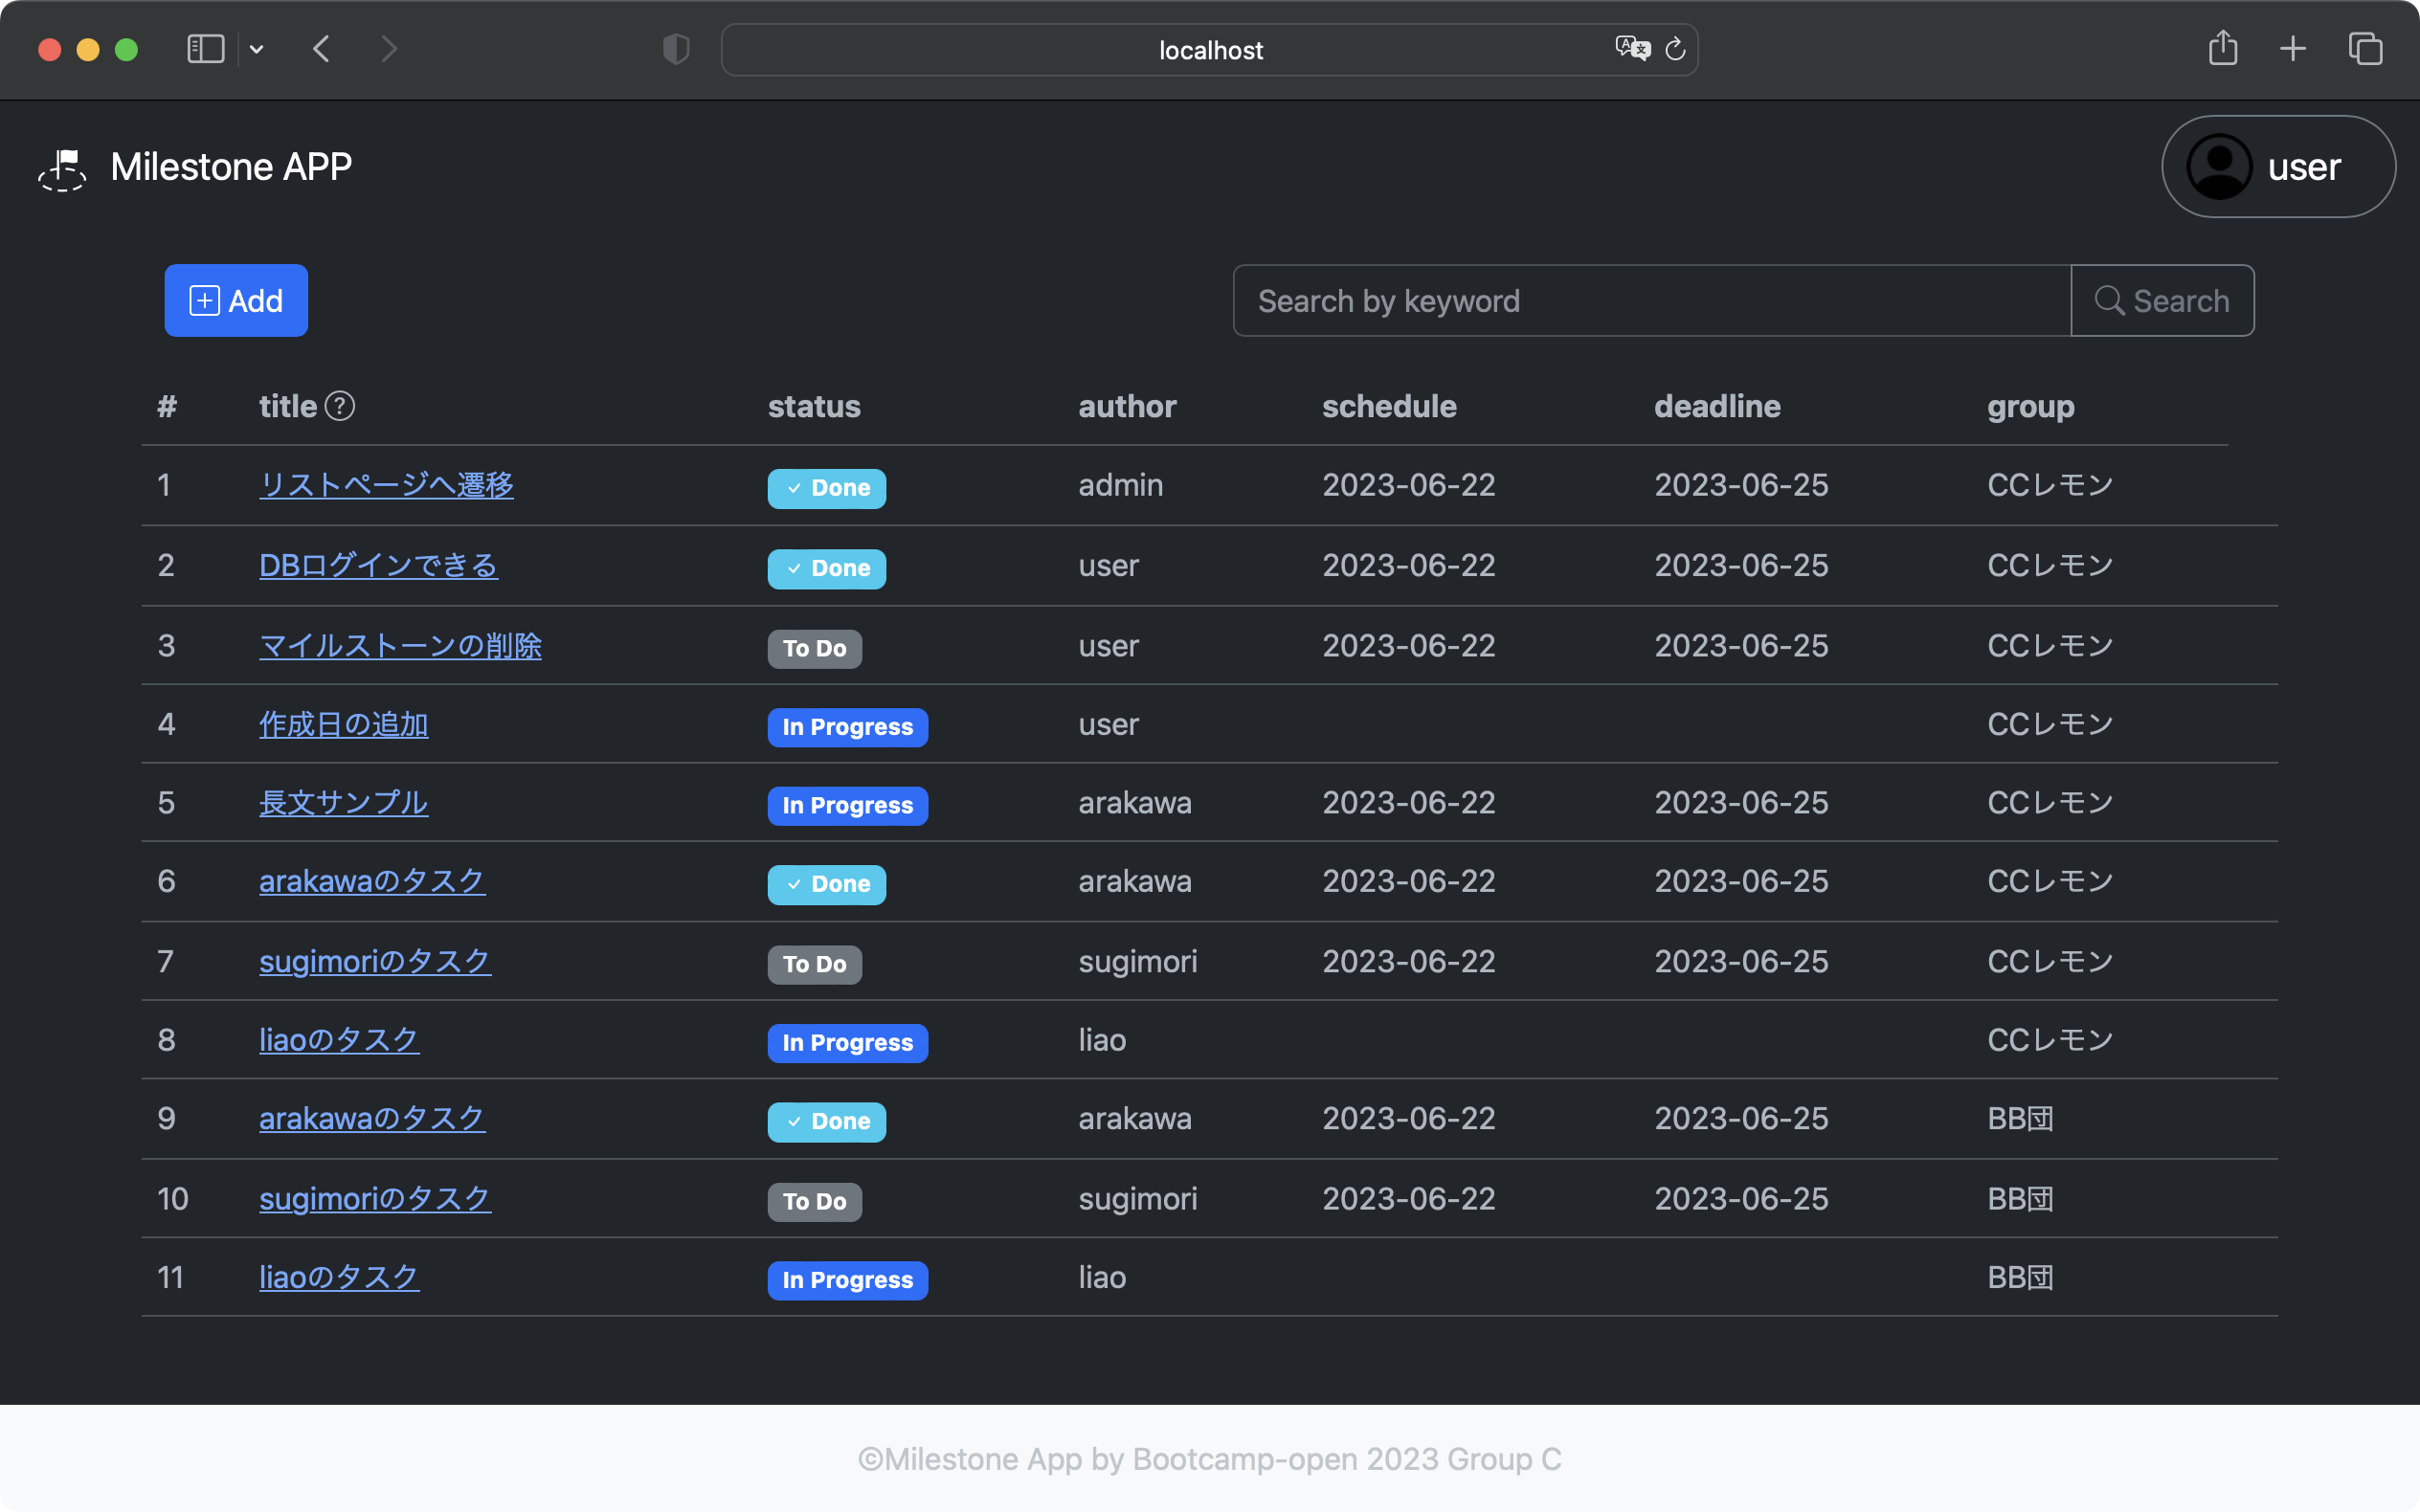 localhost
Milestone APP
user
Add
Search by keyword
Search
# title ? status author schedule deadline group
1 リストページへ遷移 Done admin 2023-06-22 2023-06-25 CCレモン
2 DBログインできる Done user 2023-06-22 2023-06-25 CCレモン
3 マイルストーンの削除 To Do user 2023-06-22 2023-06-25 CCレモン
4 作成日の追加 In Progress user CCレモン
5 長文サンプル In Progress arakawa 2023-06-22 2023-06-25 CCレモン
6 arakawaのタスク Done arakawa 2023-06-22 2023-06-25 CCレモン
7 sugimoriのタスク To Do sugimori 2023-06-22 2023-06-25 CCレモン
8 liaoのタスク In Progress liao CCレモン
9 arakawaのタスク Done arakawa 2023-06-22 2023-06-25 BB団
10 sugimoriのタスク To Do sugimori 2023-06-22 2023-06-25 BB団
11 liaoのタスク In Progress liao BB団
©Milestone App by Bootcamp-open 2023 Group C